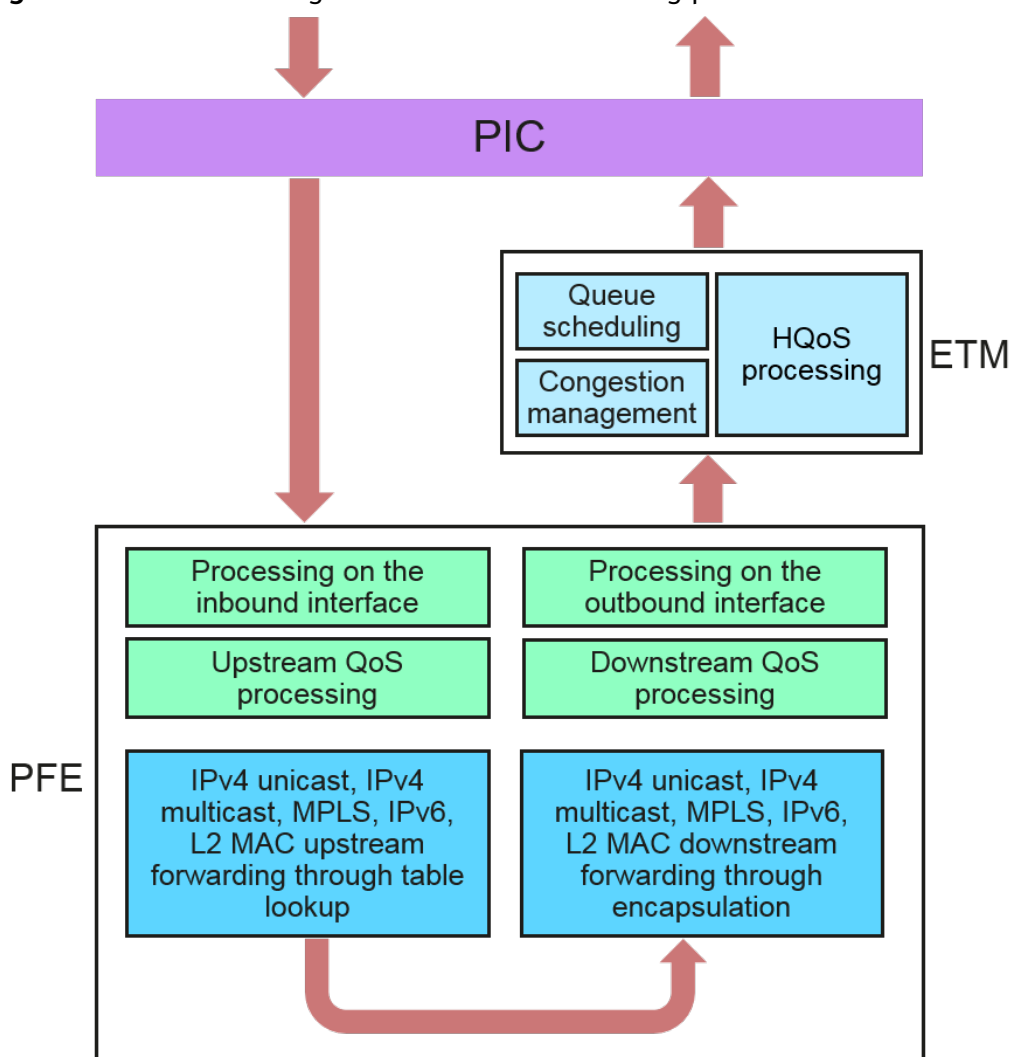 PIC
Queue
scheduling
Congestion
management
HQoS
processing
ETM
Processing on the
inbound interface
Processing on the
outbound interface
Upstream QoS
processing
Downstream QoS
processing
PFE
IPv4 unicast, IPv4
multicast, MPLS, IPv6,
L2 MAC upstream
forwarding through table
lookup
IPv4 unicast, IPv4
multicast, MPLS, IPv6,
L2 MAC downstream
forwarding through
encapsulation